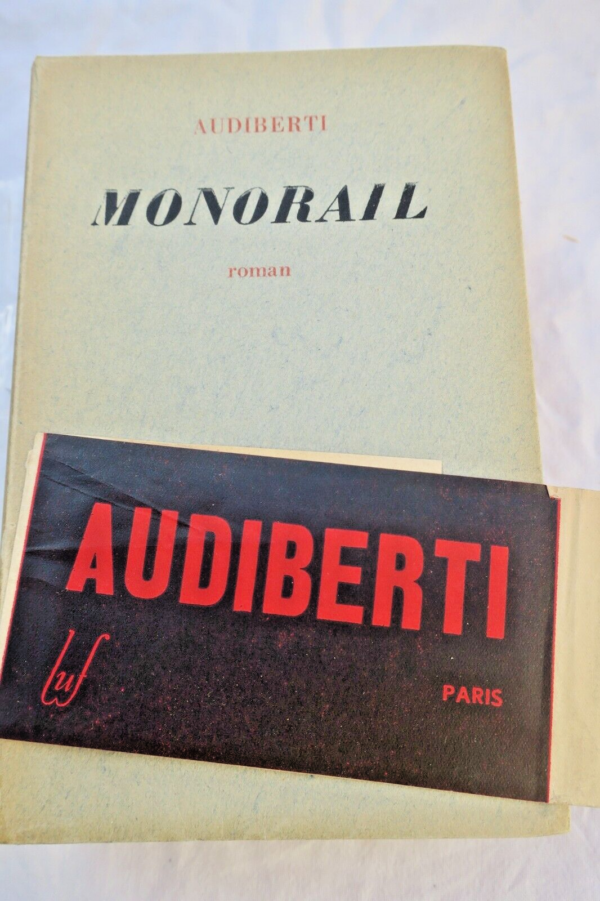 AUDIBERTI
MONORAIL
roman
AUDIBERTI
luf
PARIS